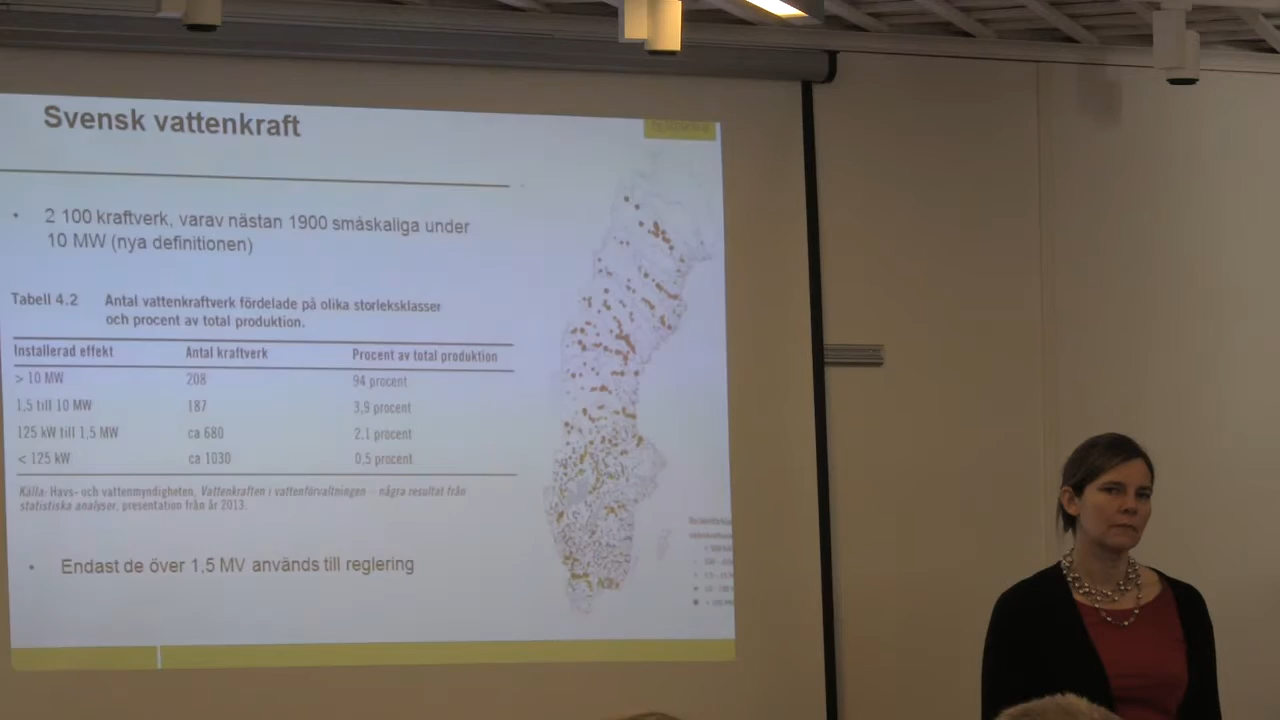 Svensk vattenkraft
• 2 100 kraftverk, varav nästan 1900 småskaliga under
10 MW (nya definitionen)
Tabell 4.2 Antal vattenkraftverk fördelade på olika storleksklasser
och procent av total produktion.
Installerad effekt Antal kraftverk Procent av total produktion
> 10 MW 208 94 procent
1,5 till 10 MW 187 3,9 procent
125 kW till 1,5 MW ca 680 2,1 procent
< 125 kW ca 1030 0,5 procent
Källa: Havs- och vattenmyndigheten, Vattenkraften i vattenförvaltningen – några resultat från
statistiska analyser, presentation från år 2013.
• Endast de över 1,5 MV används till reglering